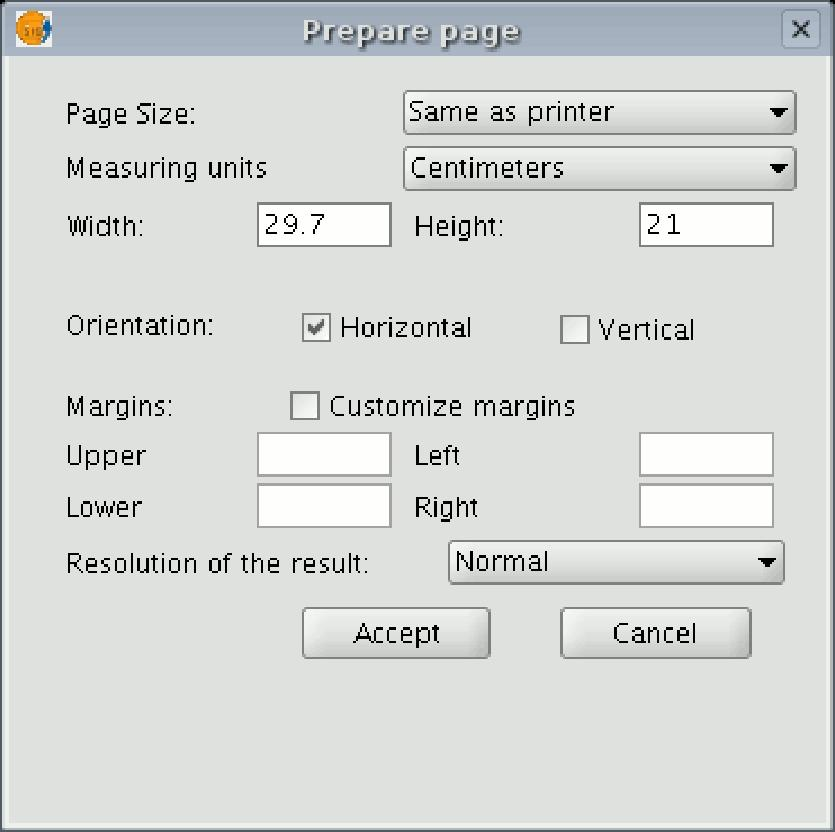 Prepare page
Page Size: Same as printer
Measuring units Centimeters
Width: 29.7 Height: 21
Orientation: Horizontal Vertical
Margins: Customize margins
Upper Left
Lower Right
Resolution of the result: Normal
Accept Cancel